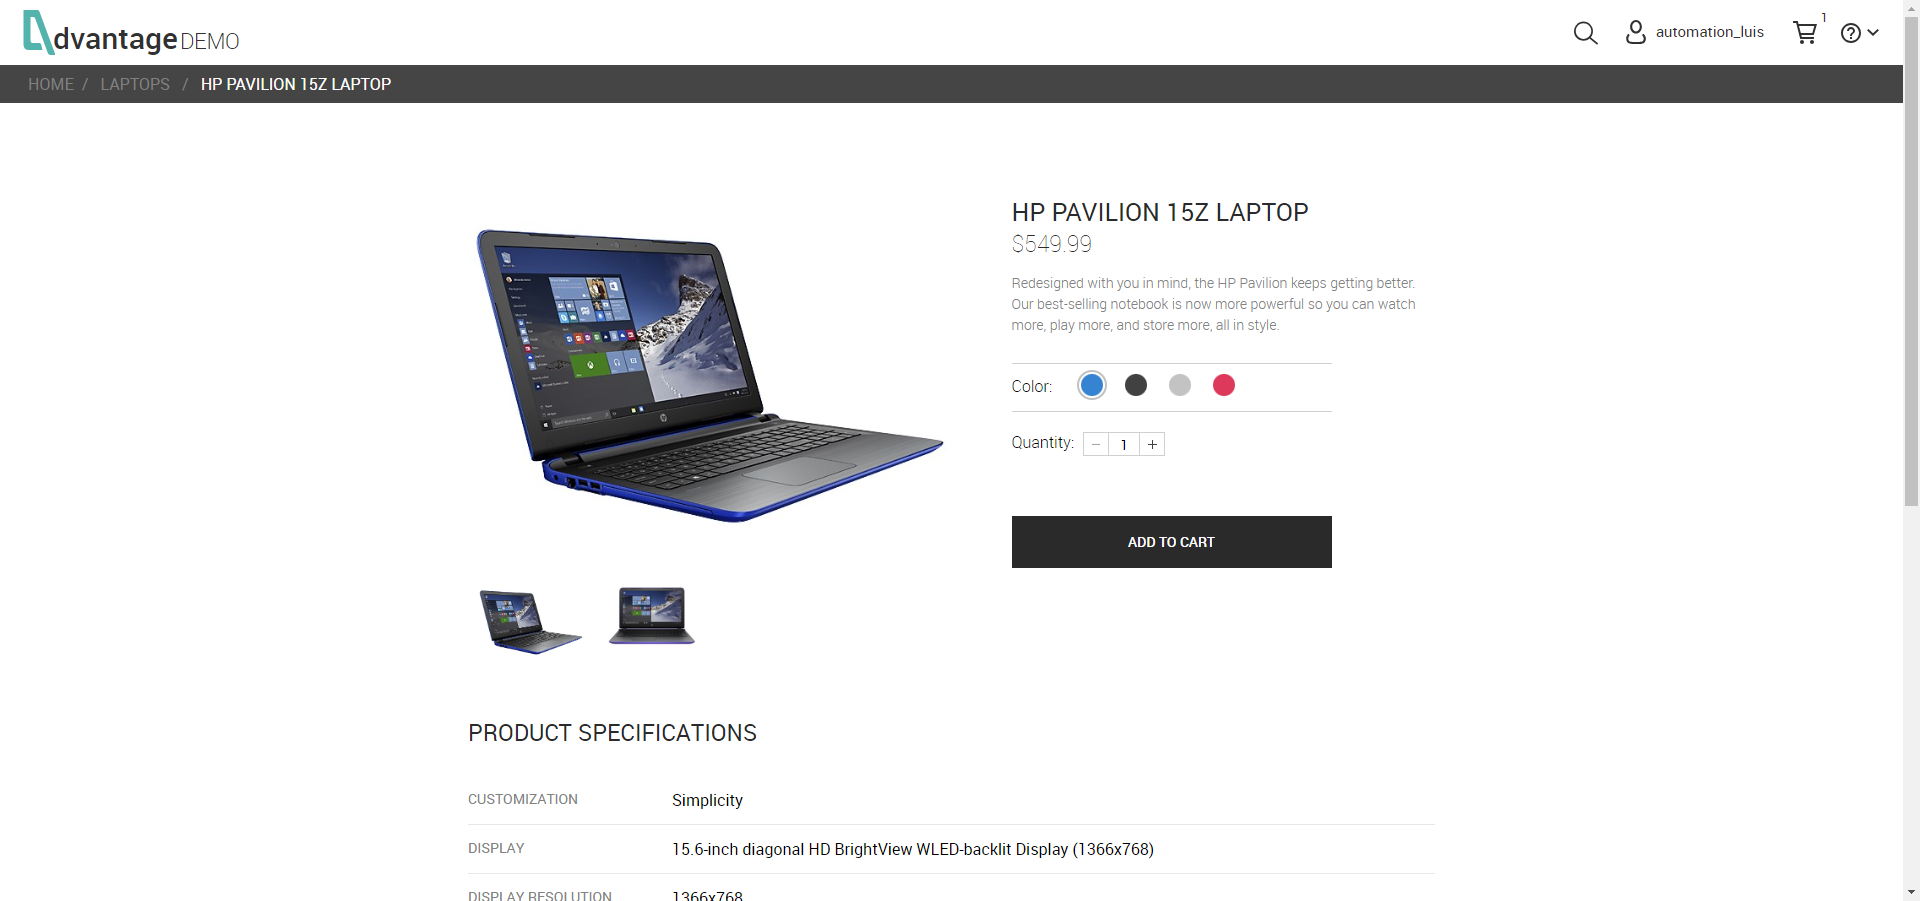 dvantage DEMO
automation_luis
1
HOME / LAPTOPS / HP PAVILION 15Z LAPTOP
HP PAVILION 15Z LAPTOP
$549.99
Redesigned with you in mind, the HP Pavilion keeps getting better.
Our best-selling notebook is now more powerful so you can watch
more, play more, and store more, all in style.
Color:
Quantity: − 1 +
ADD TO CART
PRODUCT SPECIFICATIONS
CUSTOMIZATION Simplicity
DISPLAY 15.6-inch diagonal HD BrightView WLED-backlit Display (1366x768)
DISPLAY RESOLUTION 1366x768